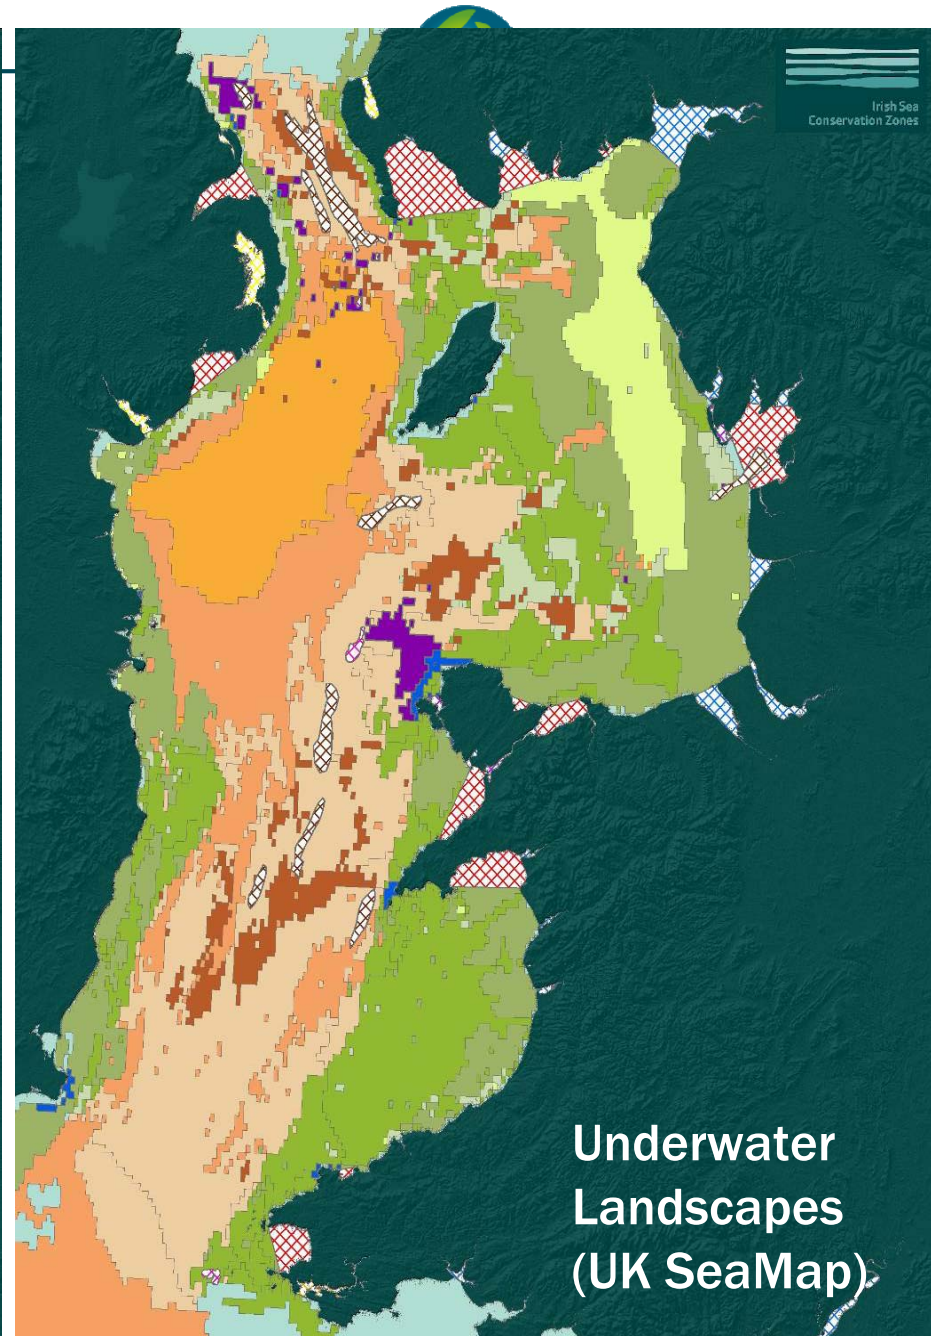 Irish Sea
Conservation Zones
Underwater
Landscapes
(UK SeaMap)